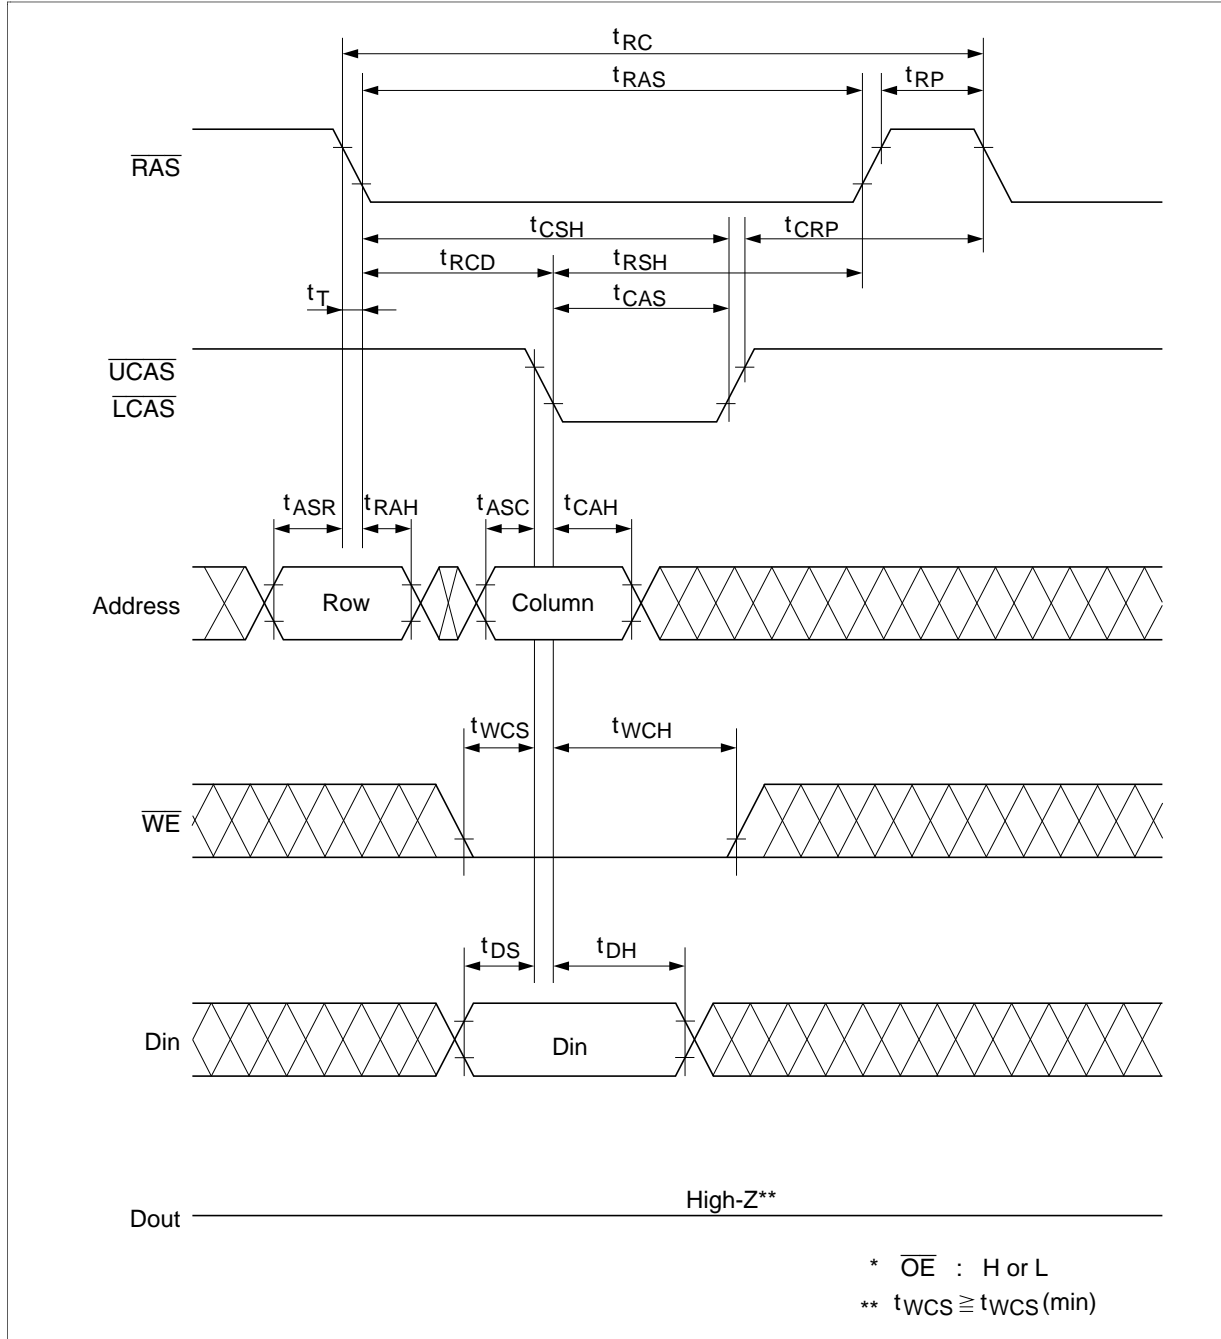 tRC
tRAS
tRP
RAS
tCSH
tCRP
tRCD
tRSH
tT
tCAS
UCAS
LCAS
tASR
tRAH
tASC
tCAH
Address
Row
Column
tWCS
tWCH
WE
tDS
tDH
Din
Din
High-Z**
Dout
* OE : H or L
** tWCS ≧ tWCS (min)